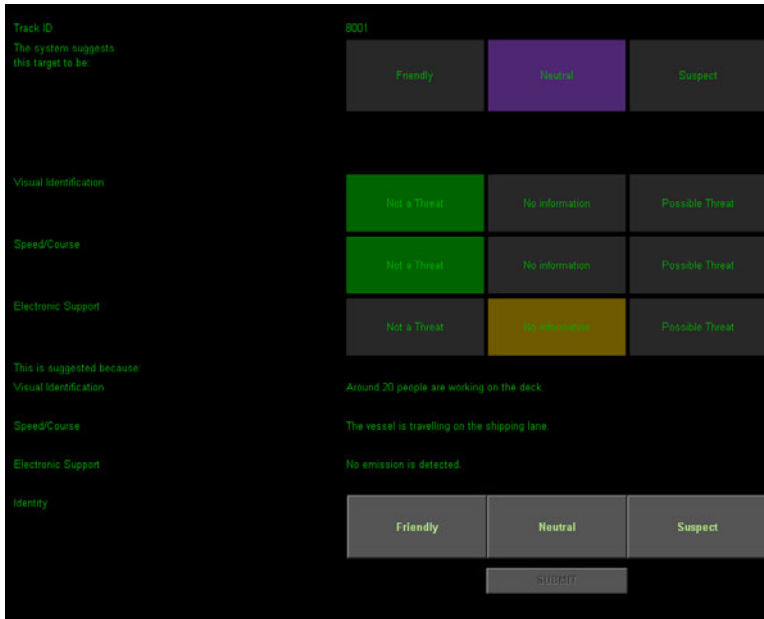 Track ID 8001
The system suggests
this target to be:
Friendly Neutral Suspect
Visual Identification
Not a Threat No information Possible Threat
Speed/Course
Not a Threat No information Possible Threat
Electronic Support
Not a Threat No information Possible Threat
This is suggested because:
Visual Identification Around 20 people are working on the deck.
Speed/Course The vessel is travelling on the shipping lane.
Electronic Support No emission is detected.
Identity
Friendly Neutral Suspect
SUBMIT